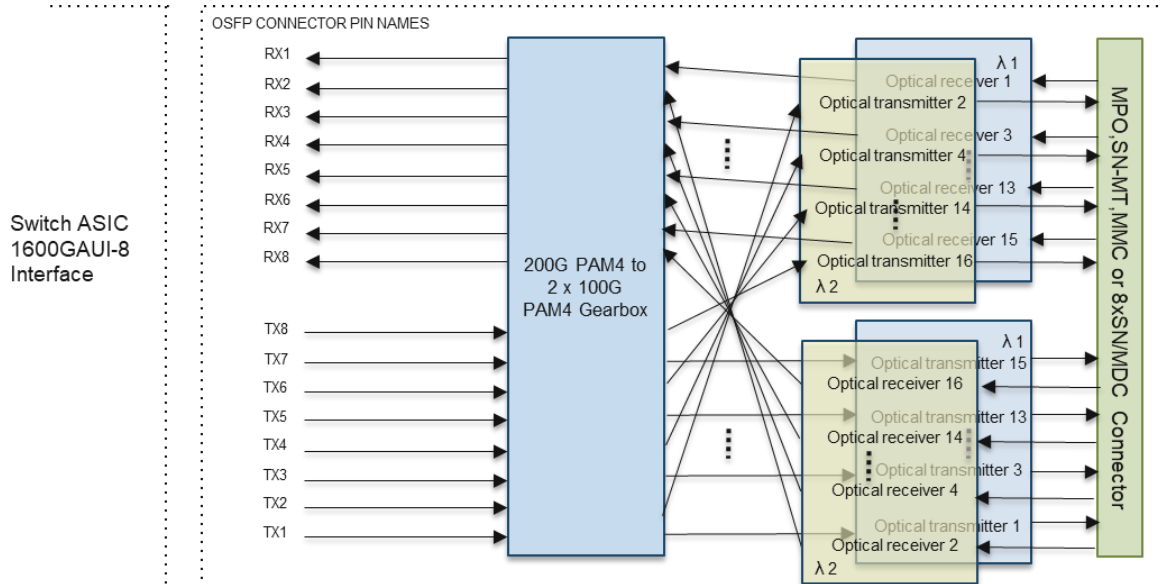 OSFP CONNECTOR PIN NAMES
RX1
RX2
RX3
RX4
RX5
RX6
RX7
RX8
TX8
TX7
TX6
TX5
TX4
TX3
TX2
TX1
Switch ASIC
1600GAUI-8
Interface
200G PAM4 to
2 x 100G
PAM4 Gearbox
λ 1
Optical receiver 1
Optical transmitter 2
Optical receiver 3
Optical transmitter 4
Optical receiver 13
Optical transmitter 14
Optical receiver 15
Optical transmitter 16
λ 2
λ 1
Optical transmitter 15
Optical receiver 16
Optical transmitter 13
Optical receiver 14
Optical transmitter 3
Optical receiver 4
Optical transmitter 1
Optical receiver 2
λ 2
MPO,SN-MT,MMC or 8xSN/MDC Connector